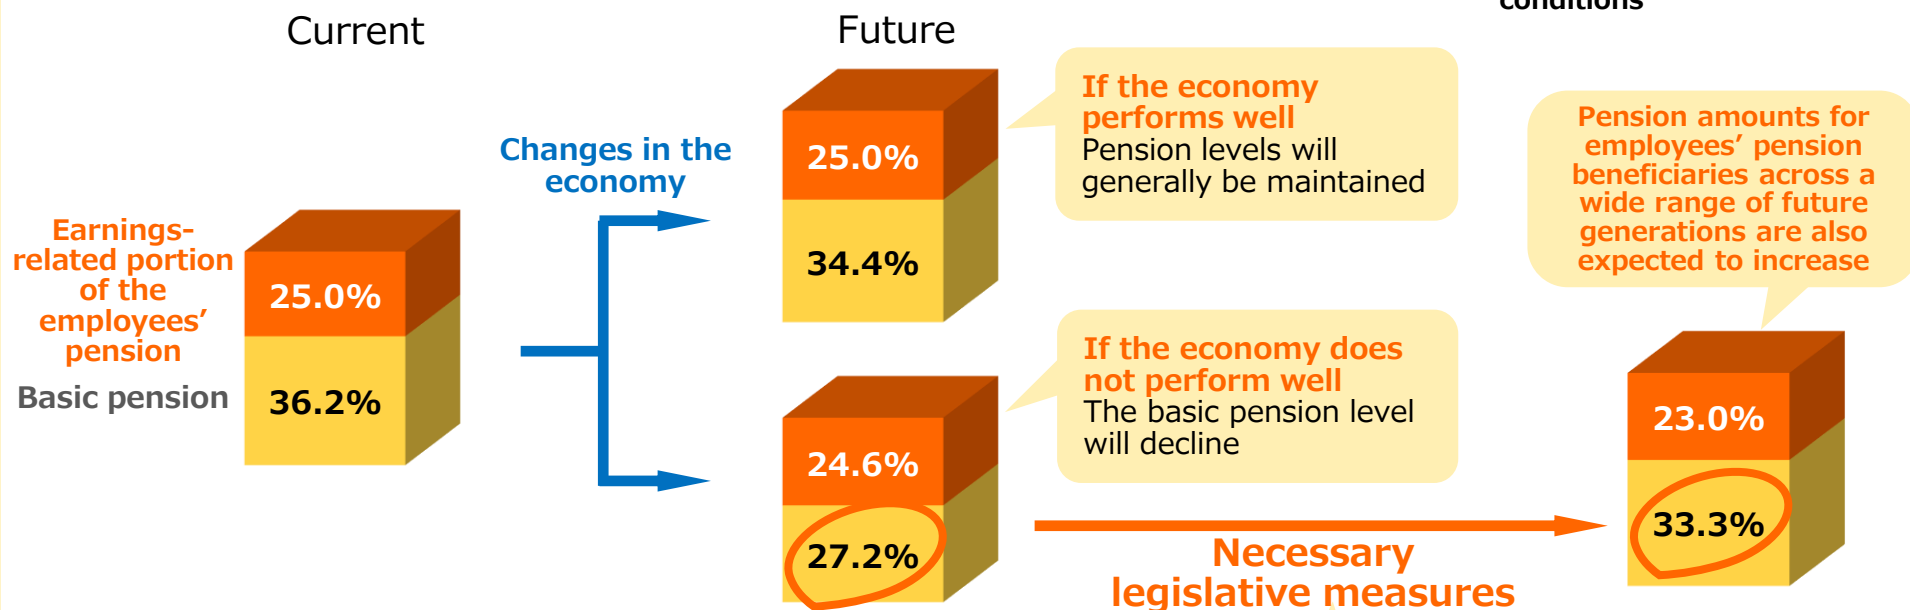 conditions
Current
Future
If the economy
performs well
Pension levels will
generally be maintained
Pension amounts for
employees’ pension
beneficiaries across a
wide range of future
generations are also
expected to increase
Changes in the
economy
25.0%
34.4%
Earnings-
related portion
of the
employees’
pension
Basic pension
25.0%
36.2%
If the economy does
not perform well
The basic pension level
will decline
24.6%
27.2%
23.0%
33.3%
Necessary
legislative measures